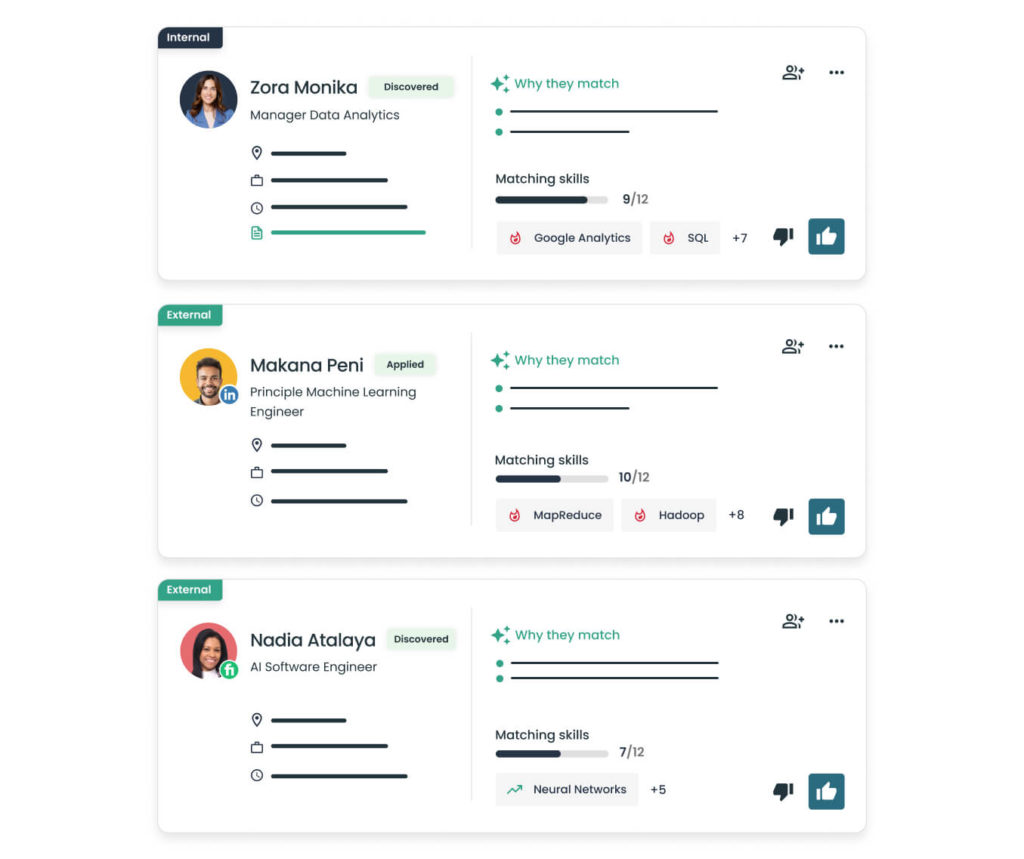 Internal
Zora Monika
Discovered
Manager Data Analytics
Why they match
Matching skills
9/12
Google Analytics
SQL
+7
External
Makana Peni
Applied
Principle Machine Learning
Engineer
in
Why they match
Matching skills
10/12
MapReduce
Hadoop
+8
External
Nadia Atalaya
Discovered
AI Software Engineer
fi
Why they match
Matching skills
7/12
Neural Networks
+5